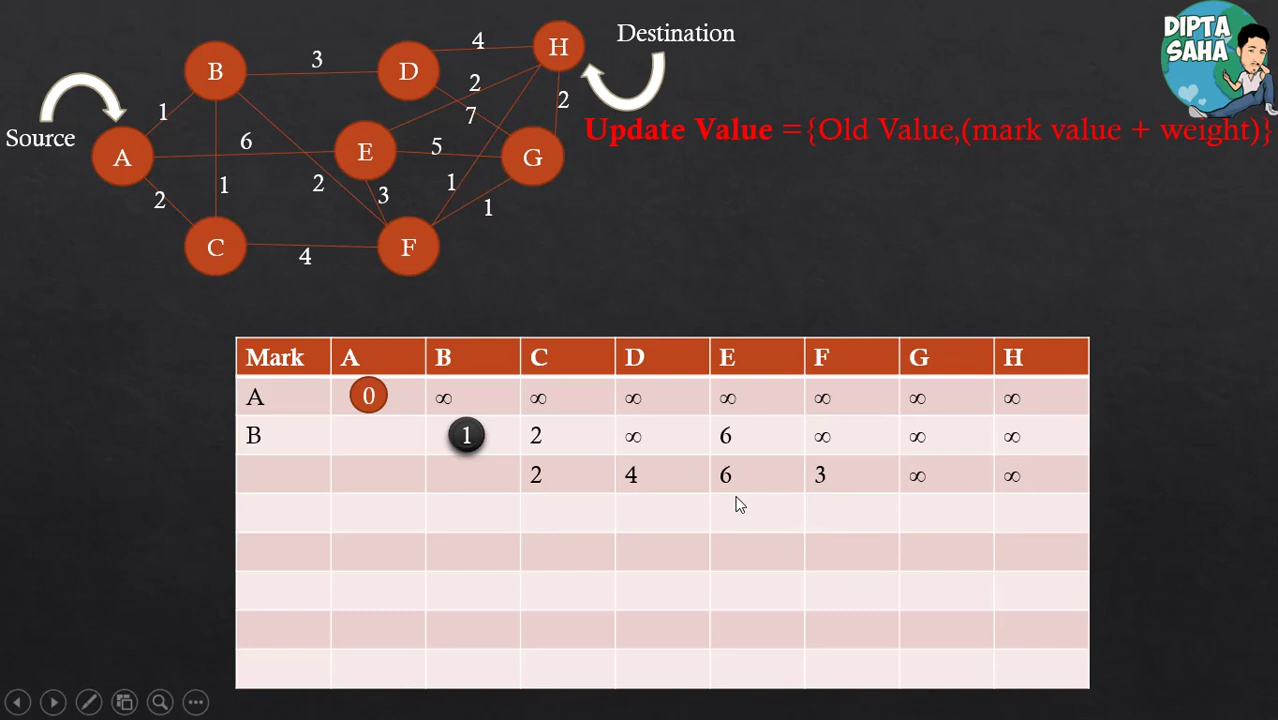 DIPTA
SAHA
Destination
Source
Update Value ={Old Value,(mark value + weight)}
B 3 D 4 H
1 2 7 2
A 6 E 5 G
2 1 2 3 1 1
C 4 F
Mark A B C D E F G H
A 0 ∞ ∞ ∞ ∞ ∞ ∞ ∞
B 1 2 ∞ 6 ∞ ∞ ∞
2 4 6 3 ∞ ∞